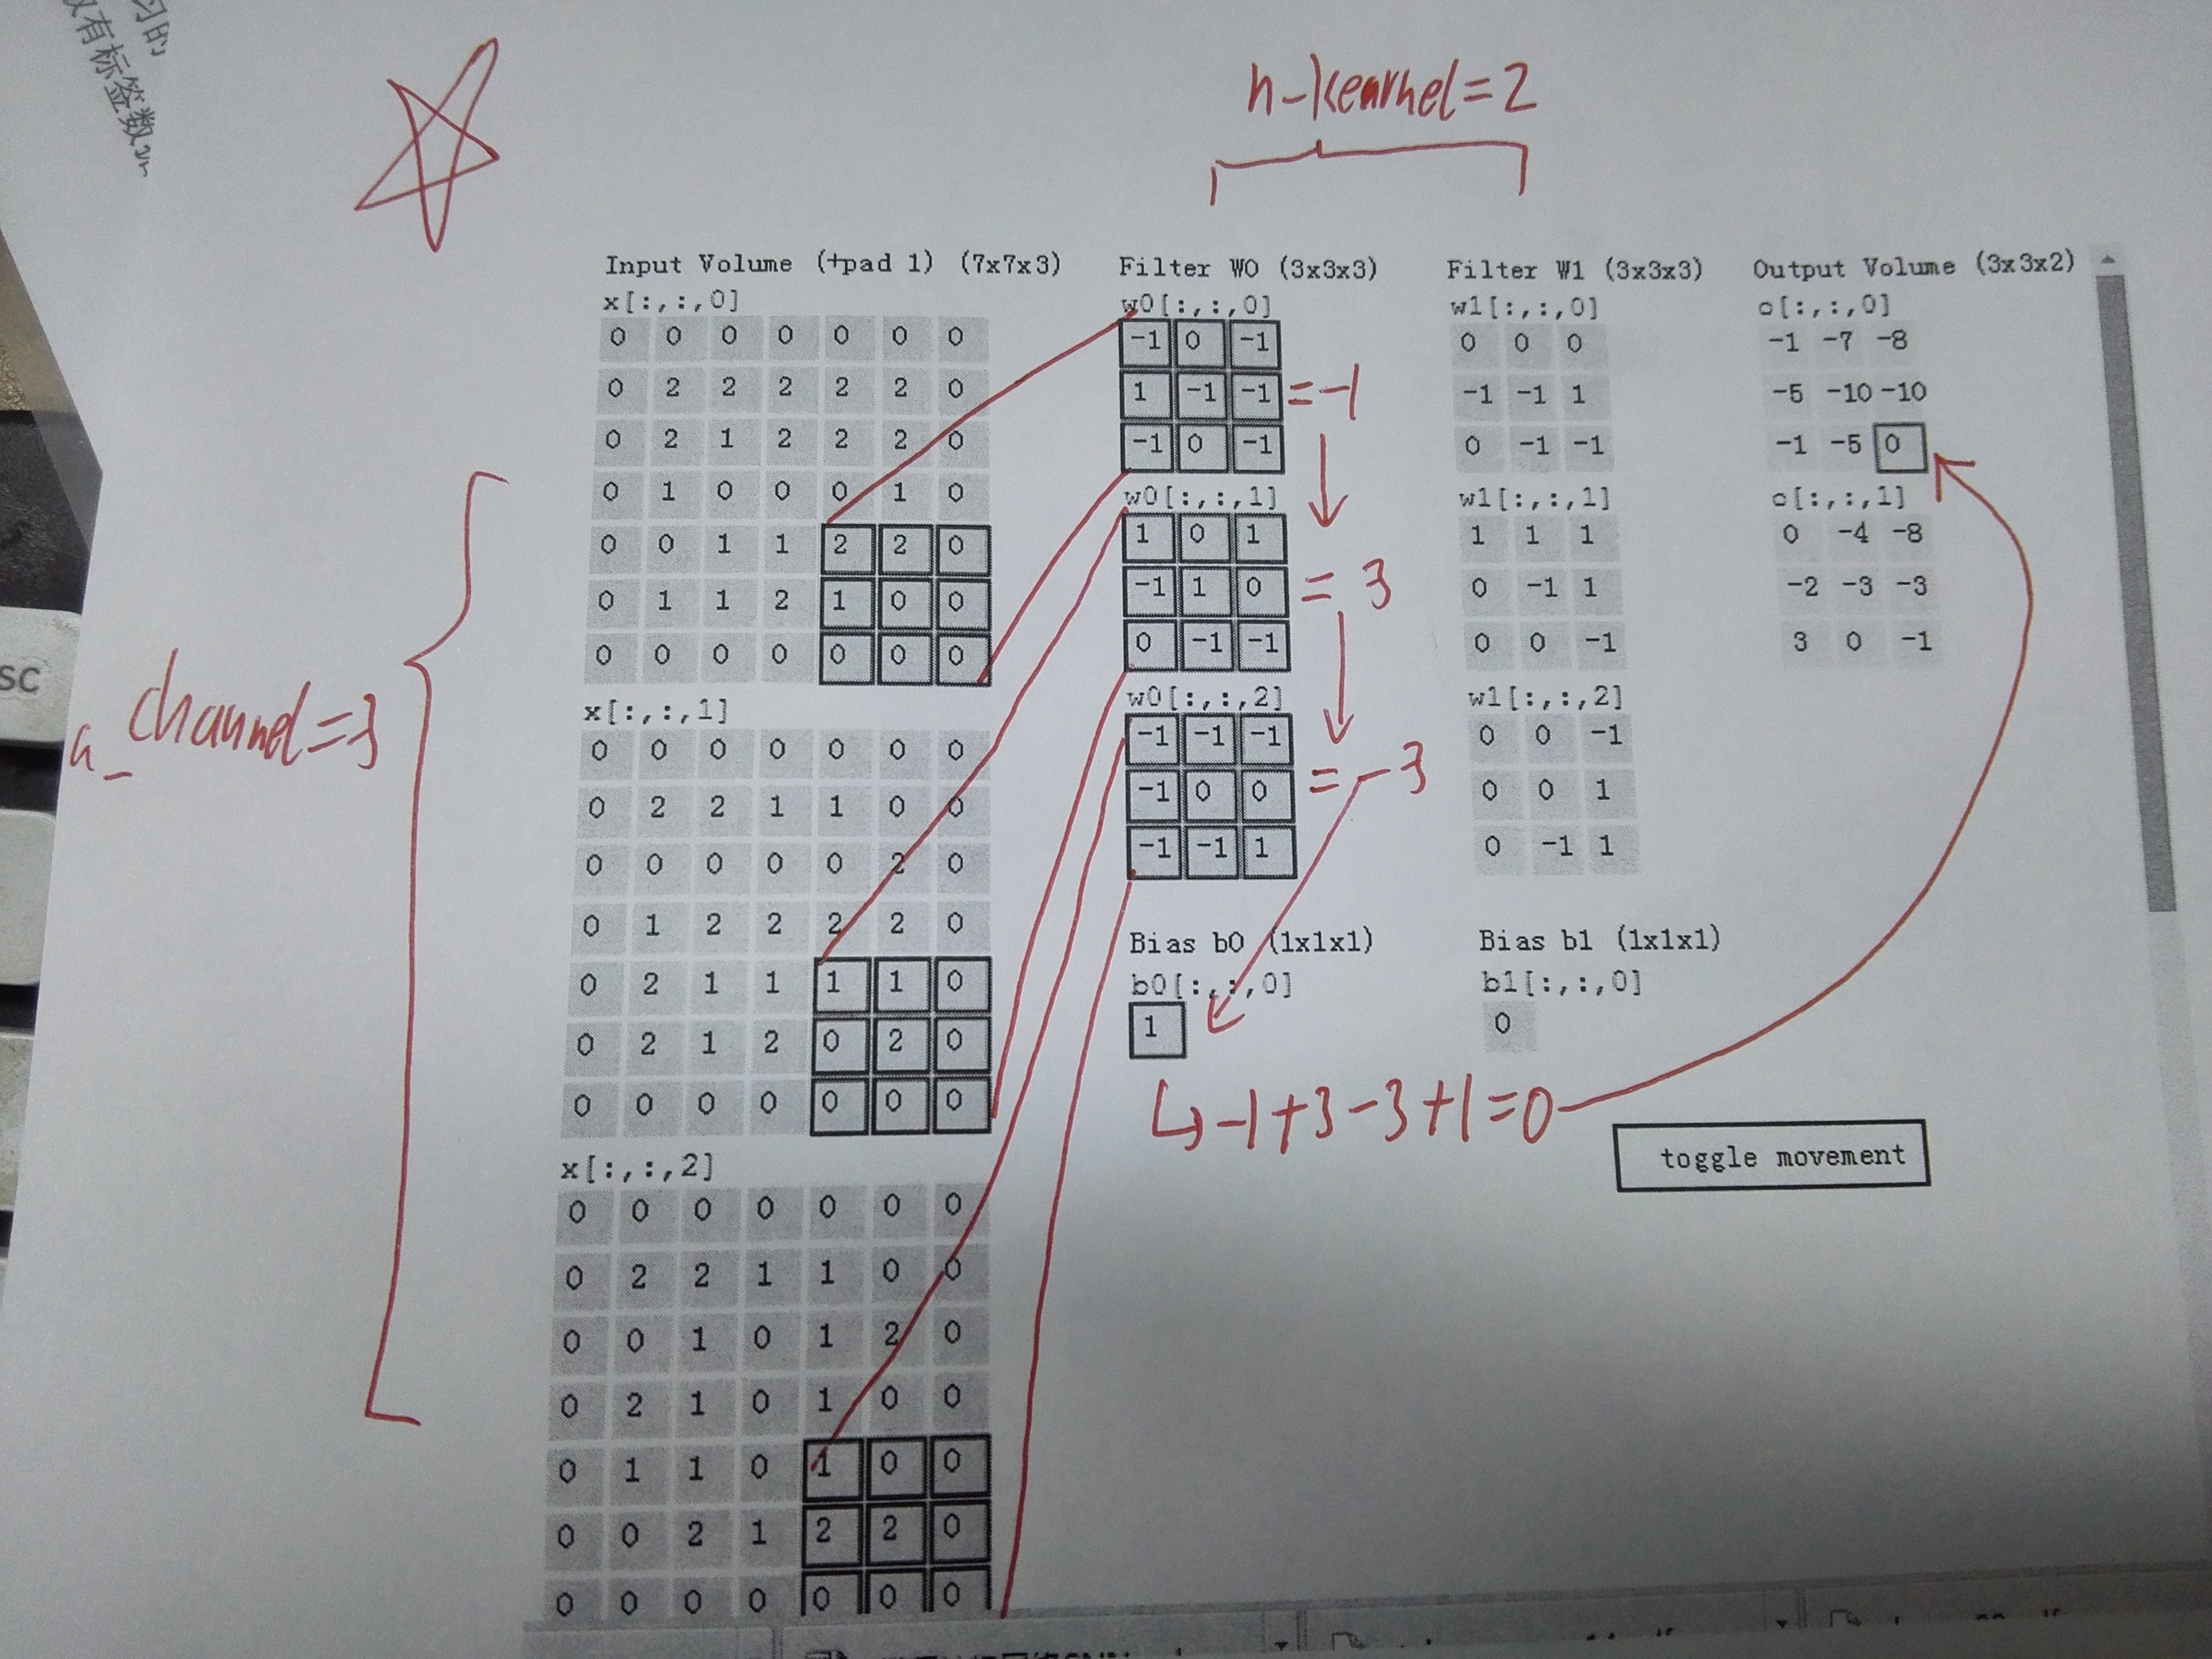 习的
有标签数
n-kearnel=2
Input Volume (+pad 1) (7x7x3)
x[:,:,0]
0 0 0 0 0 0 0
0 2 2 2 2 2 0
0 2 1 2 2 2 0
0 1 0 0 0 1 0
0 0 1 1 2 2 0
0 1 1 2 1 0 0
0 0 0 0 0 0 0
x[:,:,1]
0 0 0 0 0 0 0
0 2 2 1 1 0 0
0 0 0 0 0 2 0
0 1 2 2 2 2 0
0 2 1 1 1 1 0
0 2 1 2 0 2 0
0 0 0 0 0 0 0
x[:,:,2]
0 0 0 0 0 0 0
0 2 2 1 1 0 0
0 0 1 0 1 2 0
0 2 1 0 1 0 0
0 1 1 0 1 0 0
0 0 2 1 2 2 0
0 0 0 0 0 0 0
channel=3
Filter W0 (3x3x3)
w0[:,:,0]
-1 0 -1
1 -1 -1 =-1
-1 0 -1
w0[:,:,1]
1 0 1
-1 1 0 = 3
0 -1 -1
w0[:,:,2]
-1 -1 -1
-1 0 0 = -3
-1 -1 1
Bias b0 (1x1x1)
b0[:,:,0]
1
-1+3-3+1=0
Filter W1 (3x3x3)
w1[:,:,0]
0 0 0
-1 -1 1
0 -1 -1
w1[:,:,1]
1 1 1
0 -1 1
0 0 -1
w1[:,:,2]
0 0 -1
0 0 1
0 -1 1
Bias b1 (1x1x1)
b1[:,:,0]
0
Output Volume (3x3x2)
o[:,:,0]
-1 -7 -8
-5 -10 -10
-1 -5 0
o[:,:,1]
0 -4 -8
-2 -3 -3
3 0 -1
toggle movement
SC